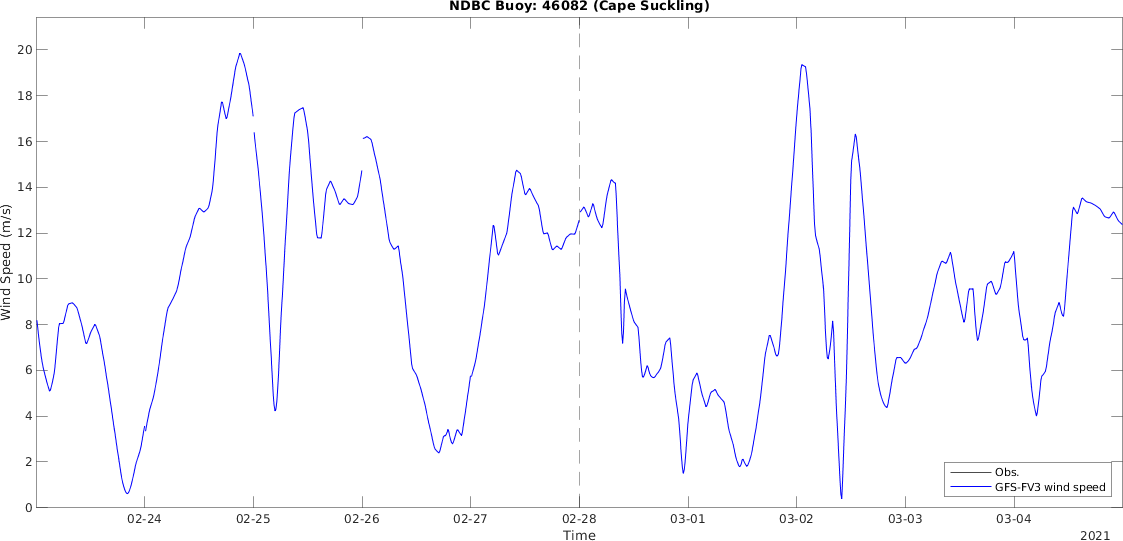 NDBC Buoy: 46082 (Cape Suckling)
20
18
16
14
12
10
8
6
4
2
0
Wind Speed (m/s)
02-24 02-25 02-26 02-27 02-28 03-01 03-02 03-03 03-04
Time
2021
Obs.
GFS-FV3 wind speed